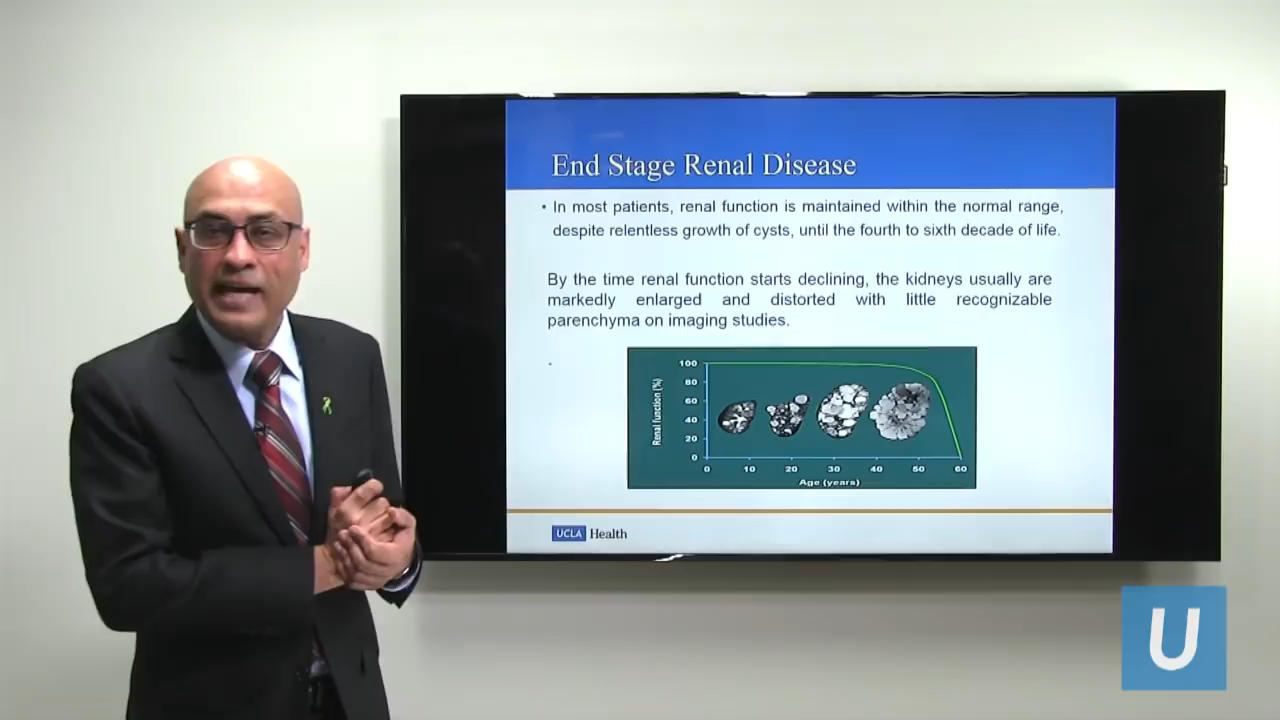 End Stage Renal Disease
• In most patients, renal function is maintained within the normal range,
despite relentless growth of cysts, until the fourth to sixth decade of life.
By the time renal function starts declining, the kidneys usually are
markedly enlarged and distorted with little recognizable
parenchyma on imaging studies.
Renal function (%)
100
80
60
40
20
0
0 10 20 30 40 50 60
Age (years)
UCLA Health
U